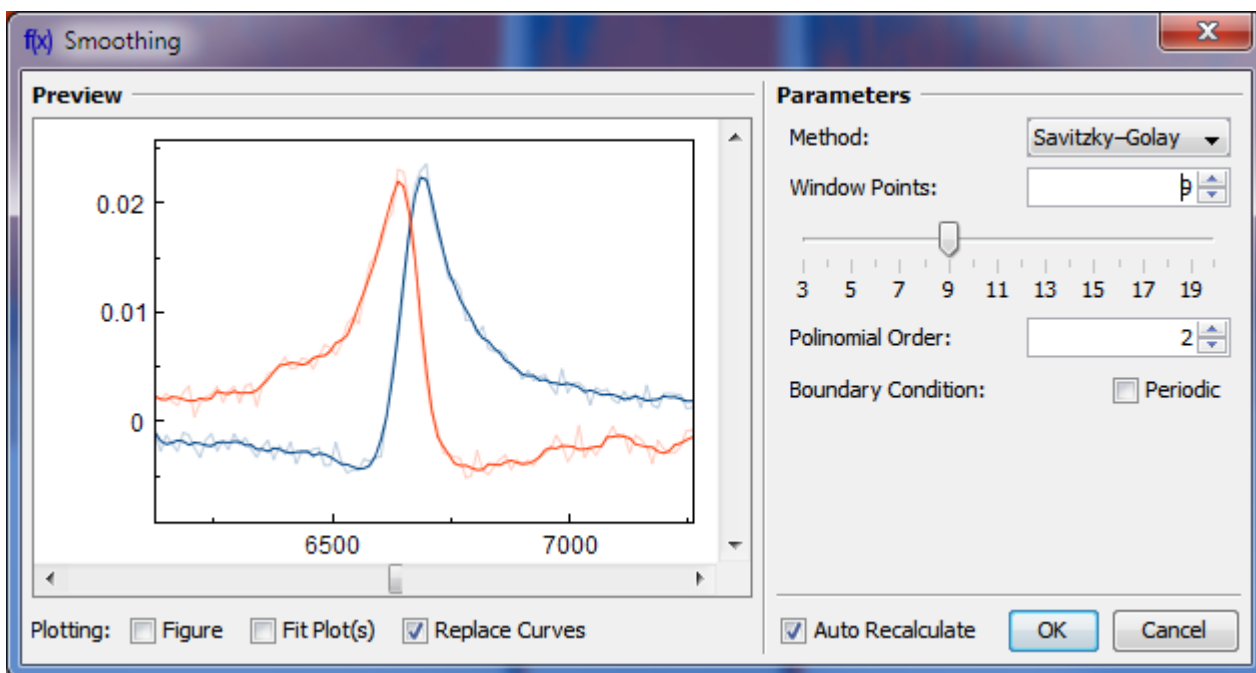 f(x) Smoothing
x
Preview
0.02
0.01
0
6500 7000
Plotting: Figure Fit Plot(s) Replace Curves
Parameters
Method: Savitzky–Golay
Window Points: 9
3 5 7 9 11 13 15 17 19
Polinomial Order: 2
Boundary Condition: Periodic
Auto Recalculate OK Cancel